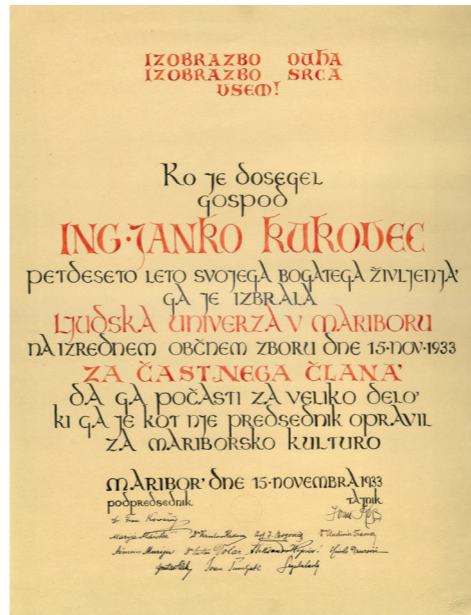 IZOBRAZBO DUHA
IZOBRAZBO SRCA
VSEM!
Ko je dosegel
gospod
ING·JANKO KUKOVEC
petdeseto leto svojega bogatega življenja
ga je izbrala
LJUDSKA UNIVERZA V MARIBORU
na izrednem občnem zboru dne 15·nov·1933
ZA ČASTNEGA ČLANA
da ga počasti za veliko delo
ki ga je kot nje predsednik opravil
za mariborsko kulturo
Maribor, dne 15·novembra 1933
podpredsednik tajnik